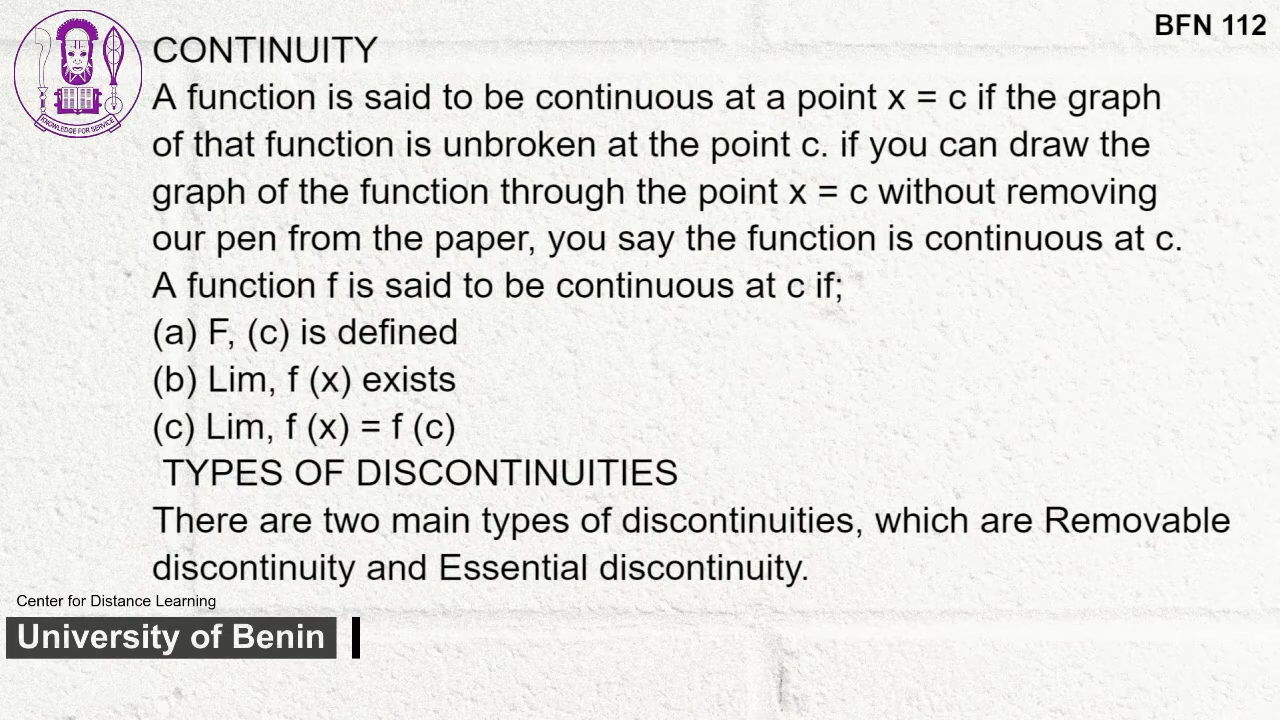 BFN 112
CONTINUITY
A function is said to be continuous at a point x = c if the graph
of that function is unbroken at the point c. if you can draw the
graph of the function through the point x = c without removing
our pen from the paper, you say the function is continuous at c.
A function f is said to be continuous at c if;
(a) F, (c) is defined
(b) Lim, f (x) exists
(c) Lim, f (x) = f (c)
TYPES OF DISCONTINUITIES
There are two main types of discontinuities, which are Removable
discontinuity and Essential discontinuity.
KNOWLEDGE FOR SERVICE
Center for Distance Learning
University of Benin